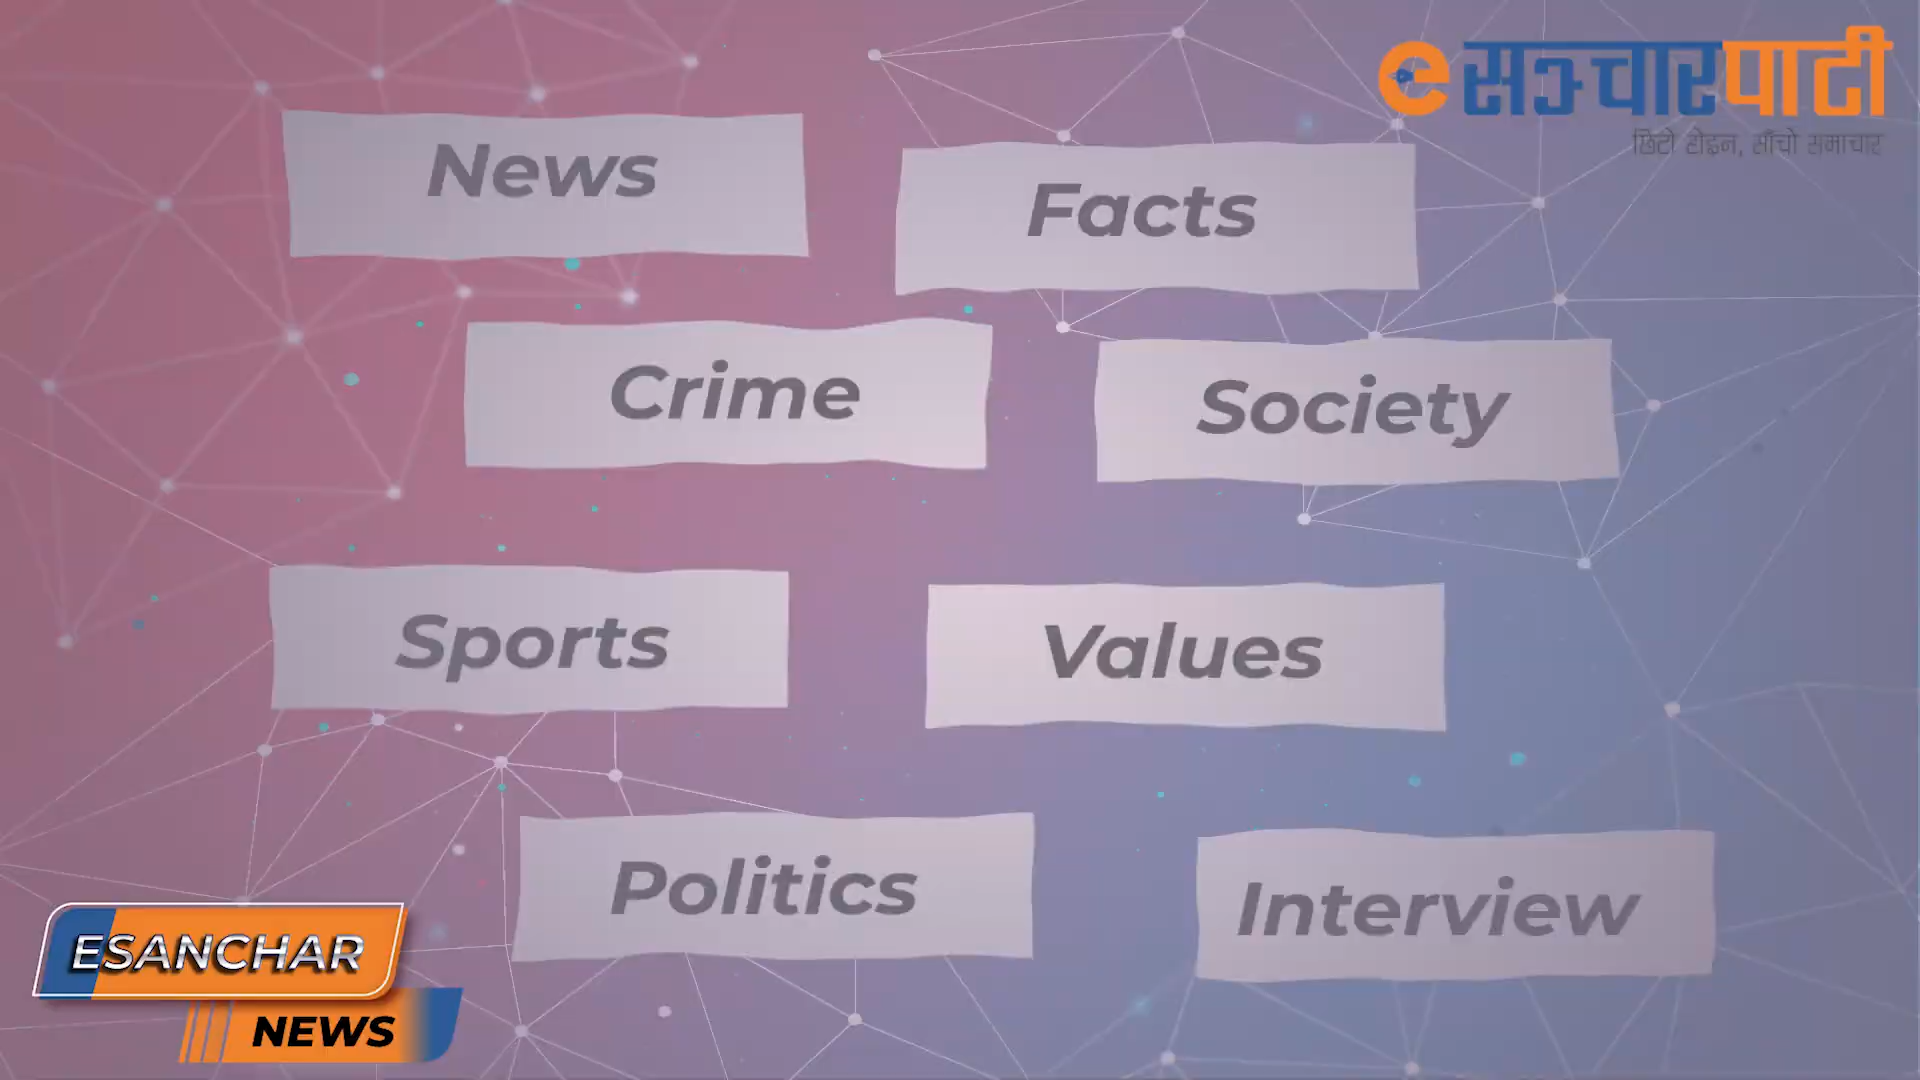 eसञ्चारपाटी
छिटो होइन, साँचो समाचार
News
Facts
Crime
Society
Sports
Values
Politics
Interview
ESANCHAR
NEWS